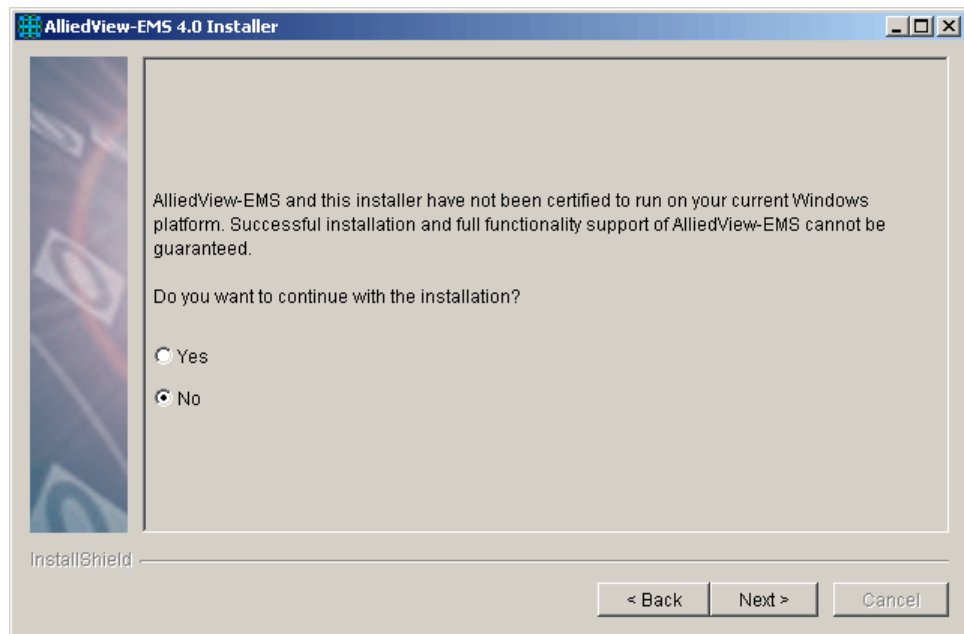 AlliedView-EMS 4.0 Installer
AlliedView-EMS and this installer have not been certified to run on your current Windows
platform. Successful installation and full functionality support of AlliedView-EMS cannot be
guaranteed.
Do you want to continue with the installation?
Yes
No
InstallShield
< Back
Next >
Cancel